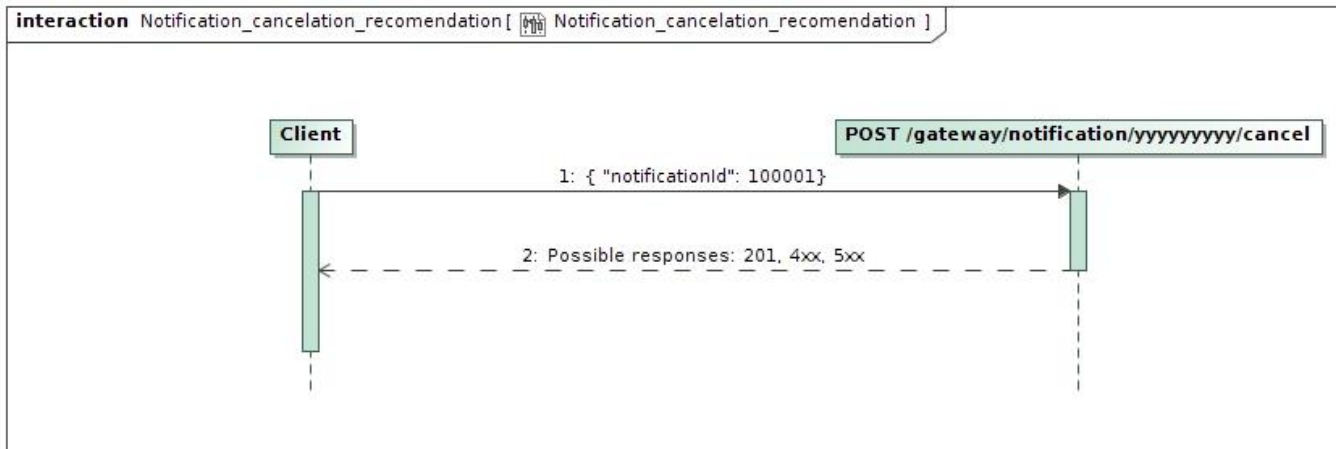 interaction Notification_cancelation_recomendation [ Notification_cancelation_recomendation ]
Client
POST /gateway/notification/yyyyyyyyy/cancel
1: { "notificationId": 100001}
2: Possible responses: 201, 4xx, 5xx